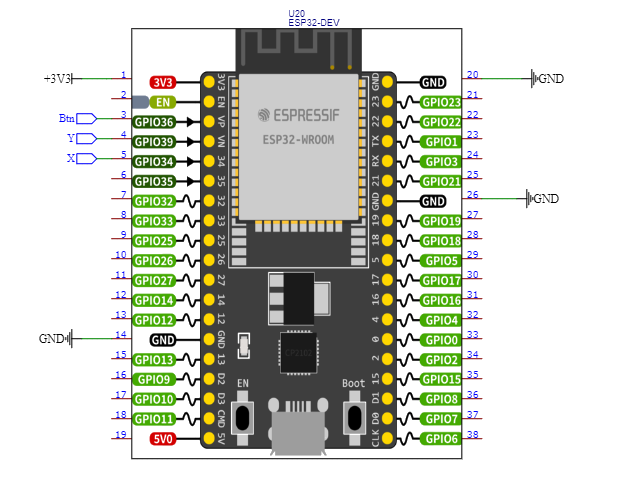 U20
ESP32-DEV
+3V3 1 3V3 3V3 GND GND 20 GND
2 EN EN 23 GPIO23 21
Btn 3 GPIO36 VP 22 GPIO22 22
Y 4 GPIO39 VN TX GPIO1 23
X 5 GPIO34 34 RX GPIO3 24
6 GPIO35 35 21 GPIO21 25
7 GPIO32 32 GND GND 26 GND
8 GPIO33 33 19 GPIO19 27
9 GPIO25 25 18 GPIO18 28
10 GPIO26 26 5 GPIO5 29
11 GPIO27 27 17 GPIO17 30
12 GPIO14 14 16 GPIO16 31
13 GPIO12 12 4 GPIO4 32
GND 14 GND GND 0 GPIO0 33
15 GPIO13 13 2 GPIO2 34
16 GPIO9 D2 15 GPIO15 35
17 GPIO10 D3 D1 GPIO8 36
18 GPIO11 CMD D0 GPIO7 37
19 5V0 5V CLK GPIO6 38
ESPRESSIF
ESP32-WROOM
EN Boot